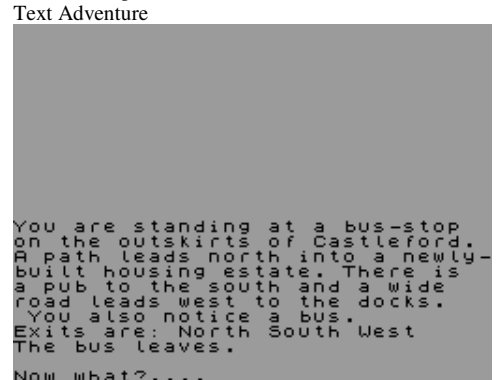 Text Adventure
You are standing at a bus-stop
on the outskirts of Castleford.
A path leads north into a newly-
built housing estate. There is
a pub to the south and a wide
road leads west to the docks.
You also notice a bus.
Exits are: North South West
The bus leaves.
Now what?....